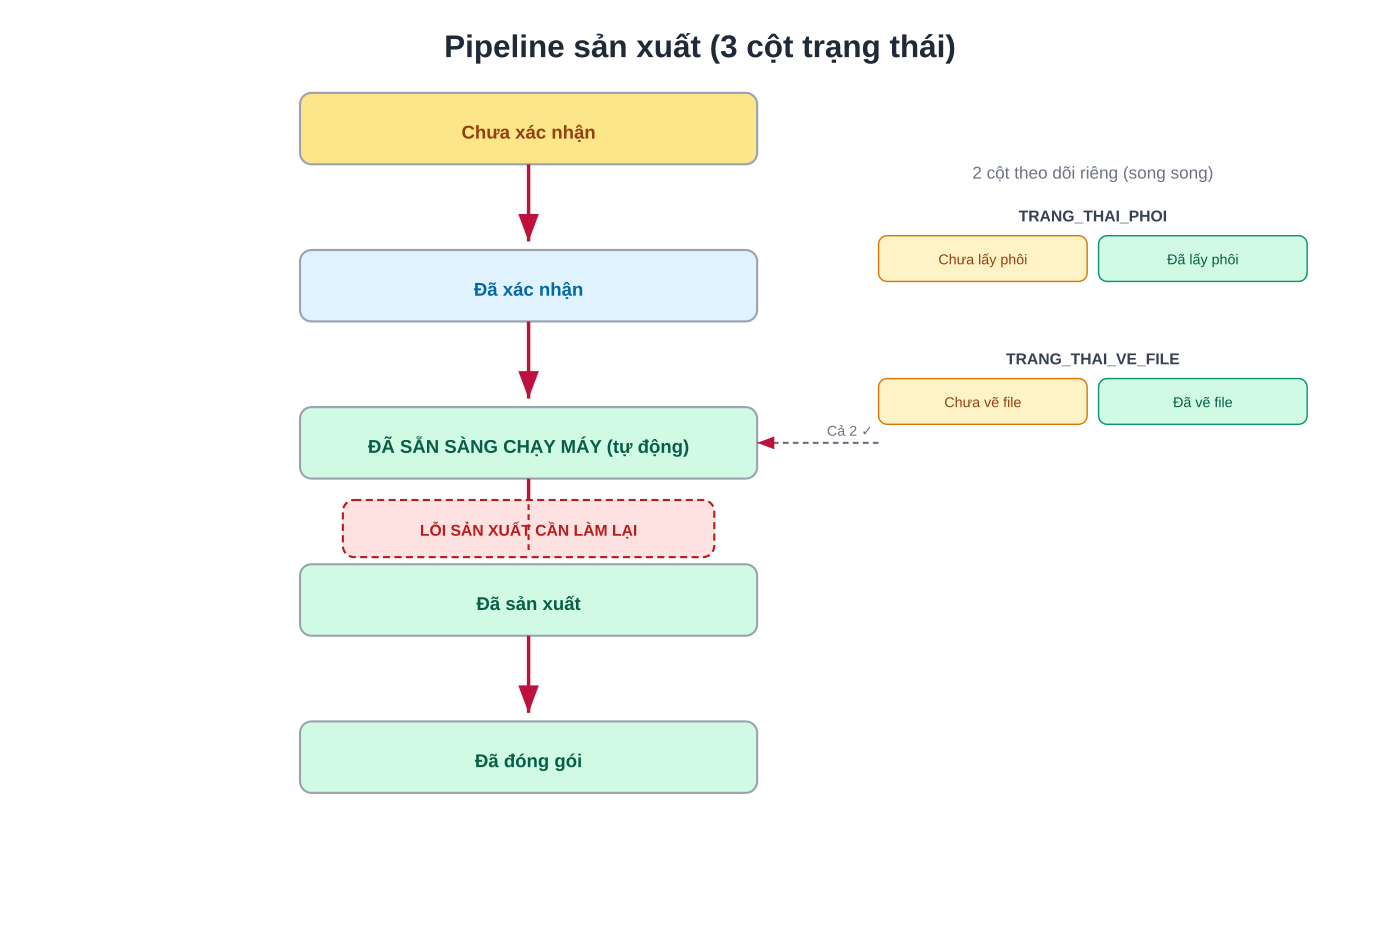 Pipeline sản xuất (3 cột trạng thái)
Chưa xác nhận
Đã xác nhận
ĐÃ SẴN SÀNG CHẠY MÁY (tự động)
LỖI SẢN XUẤT CẦN LÀM LẠI
Đã sản xuất
Đã đóng gói
2 cột theo dõi riêng (song song)
TRANG_THAI_PHOI
Chưa lấy phôi
Đã lấy phôi
TRANG_THAI_VE_FILE
Chưa vẽ file
Đã vẽ file
Cả 2 ✓